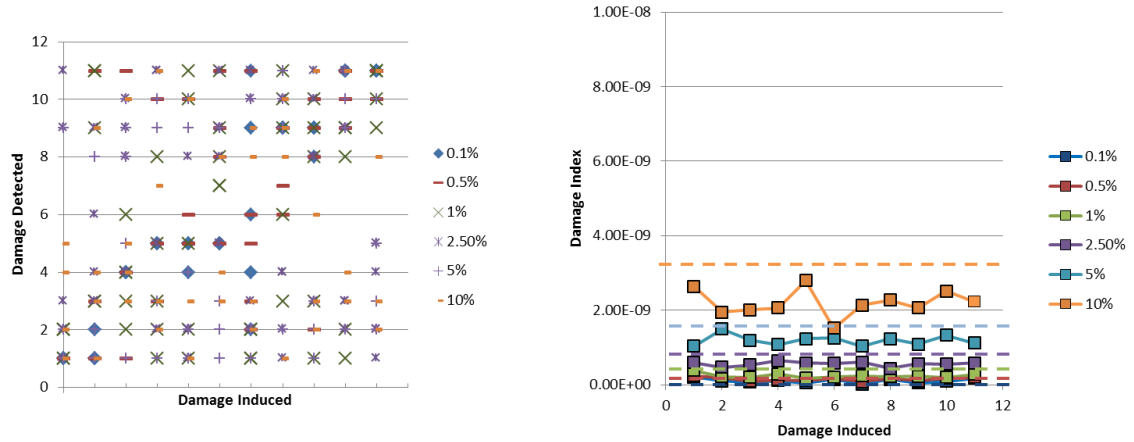 12
10
8
6
4
2
0
Damage Detected
Damage Induced
0.1%
0.5%
1%
2.50%
5%
10%
1.00E-08
8.00E-09
6.00E-09
4.00E-09
2.00E-09
0.00E+00
Damage Index
0 2 4 6 8 10 12
Damage Induced
0.1%
0.5%
1%
2.50%
5%
10%